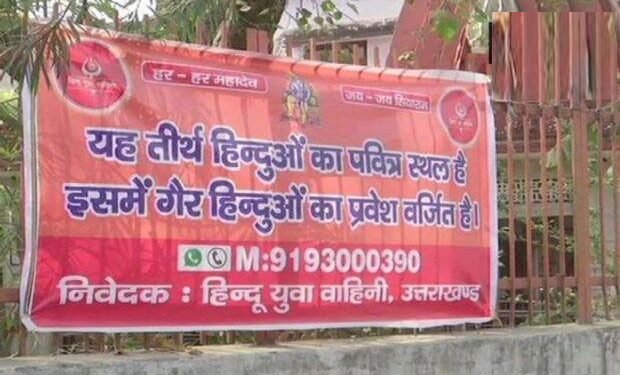 हर - हर महादेव
जय - जय सियाराम
यह तीर्थ हिन्दुओं का पवित्र स्थल है
इसमें गैर हिन्दुओं का प्रवेश वर्जित है।
M:9193000390
निवेदक : हिन्दू युवा वाहिनी, उत्तराखण्ड